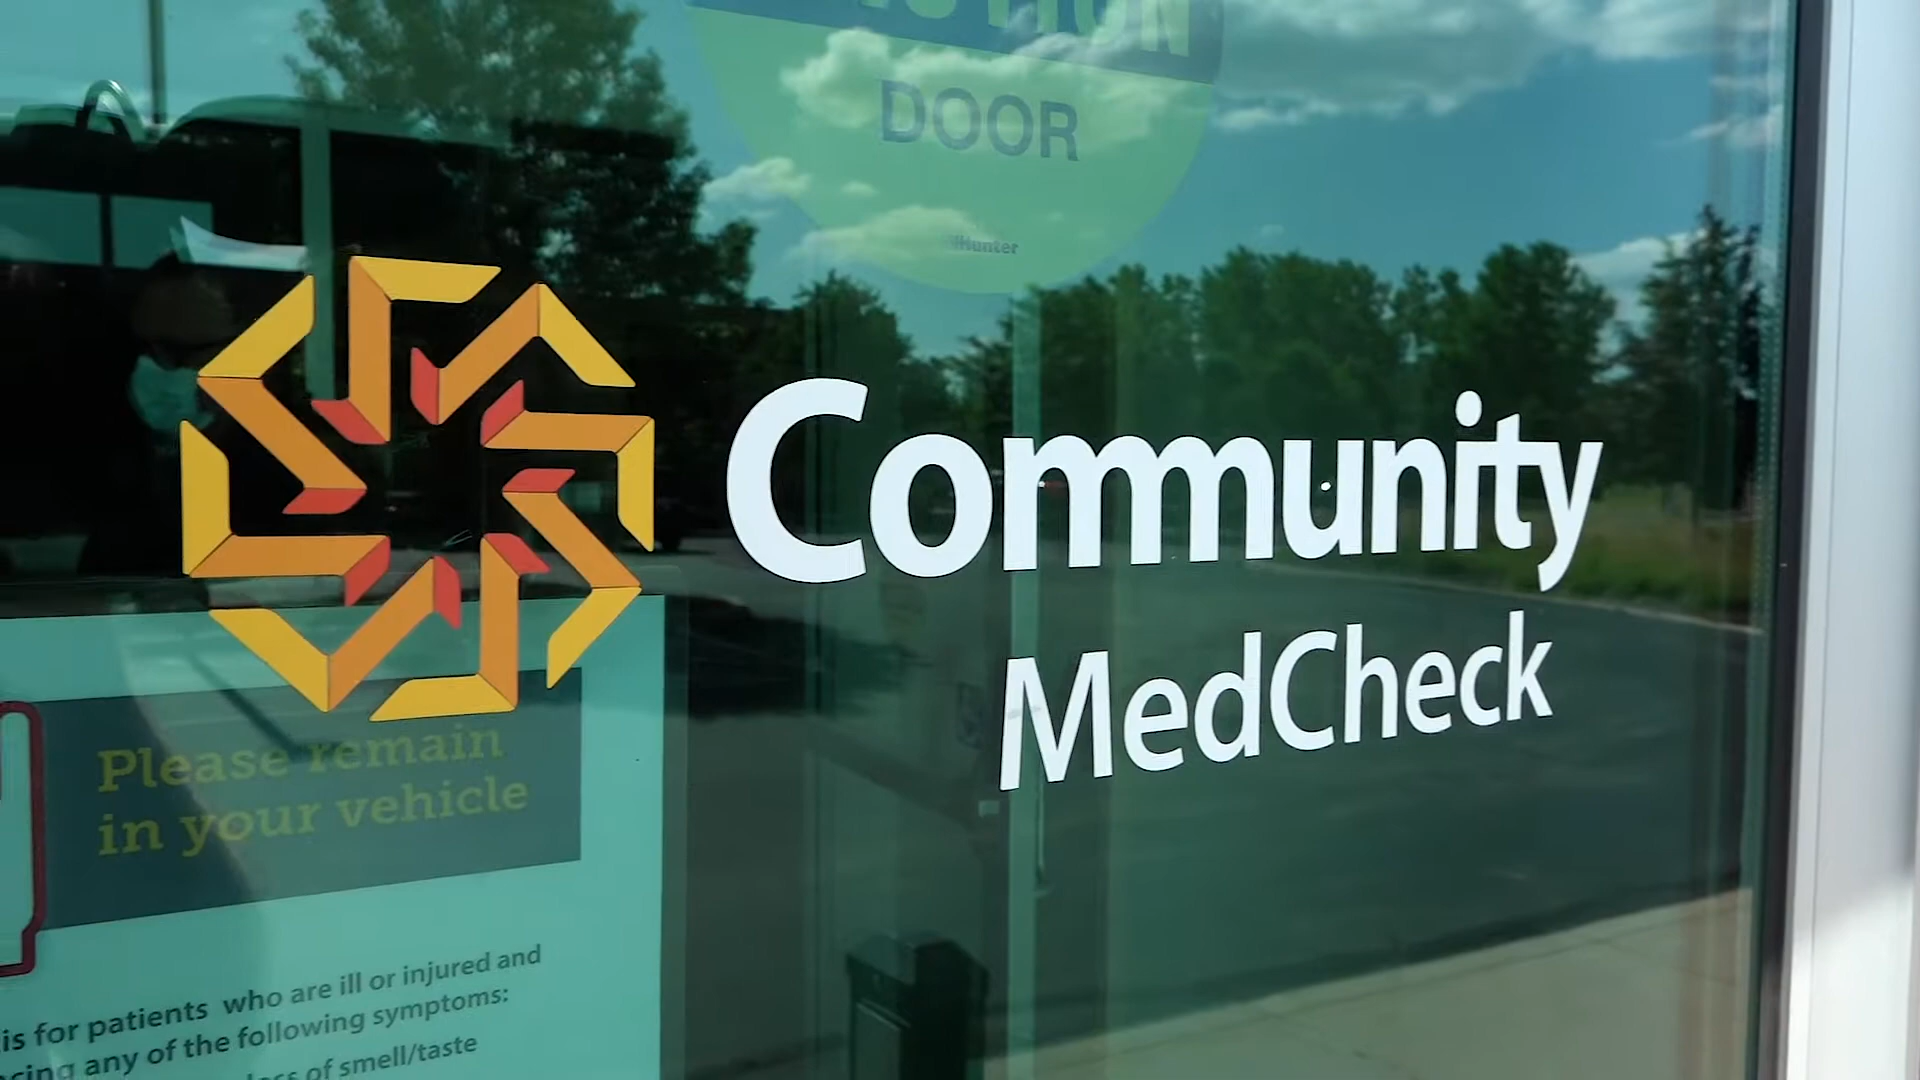 DOOR
Hunter
Community
MedCheck
Please remain
in your vehicle
is for patients who are ill or injured and
any of the following symptoms:
of smell/taste